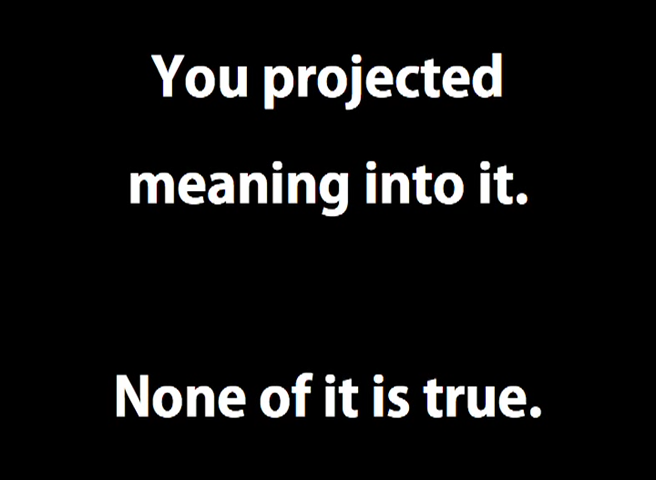 You projected
meaning into it.
None of it is true.